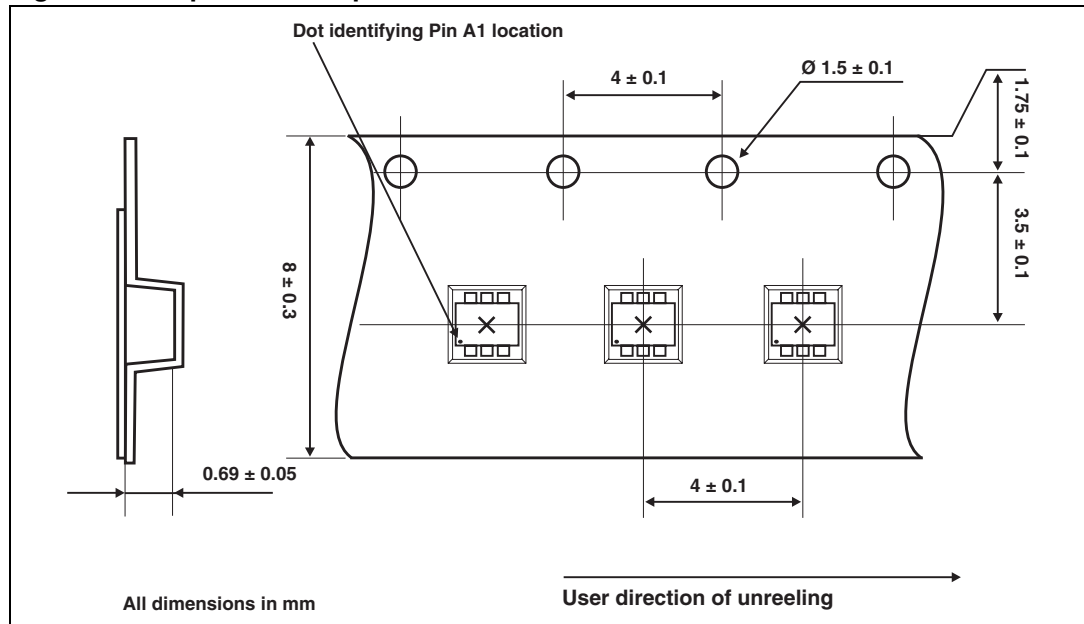 Dot identifying Pin A1 location
4 ± 0.1
Ø 1.5 ± 0.1
1.75 ± 0.1
3.5 ± 0.1
8 ± 0.3
0.69 ± 0.05
4 ± 0.1
All dimensions in mm
User direction of unreeling